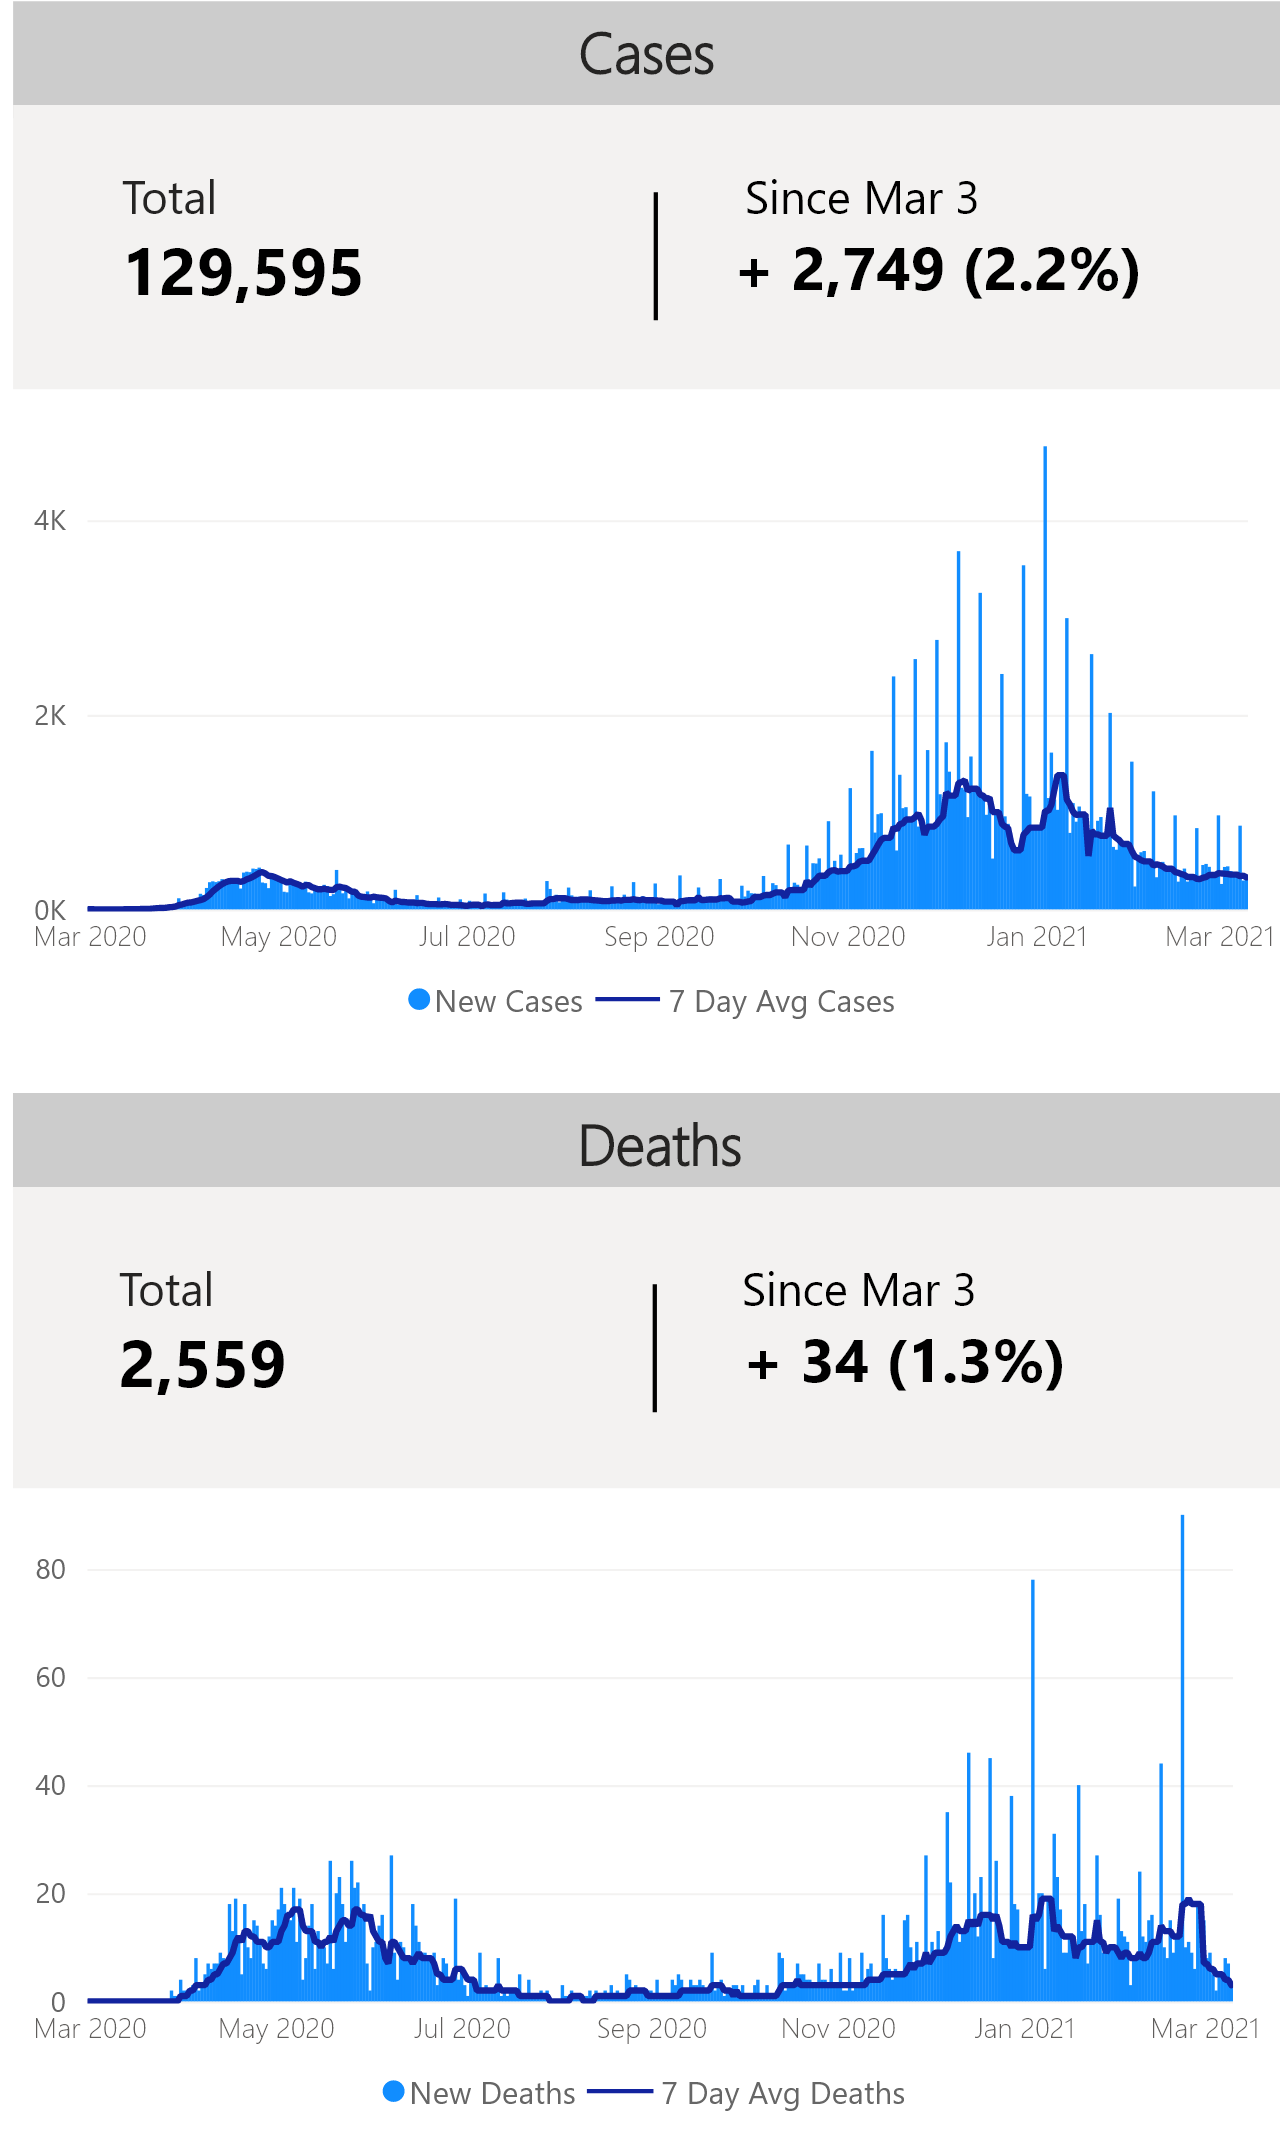 Cases
Total
Since Mar 3
129,595
+ 2,749 (2.2%)
4K
2K
0K
Mar 2020
May 2020
Jul 2020
Sep 2020
Nov 2020
Jan 2021
Mar 2021
New Cases
7 Day Avg Cases
Deaths
Total
Since Mar 3
2,559
+ 34 (1.3%)
80
60
40
20
0
Mar 2020
May 2020
Jul 2020
Sep 2020
Nov 2020
Jan 2021
Mar 2021
New Deaths
7 Day Avg Deaths